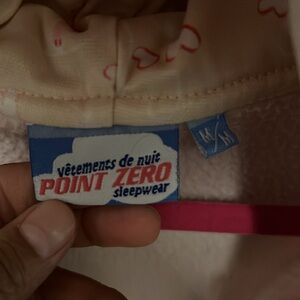 vêtements de nuit
POINT ZERO
sleepwear
M/M